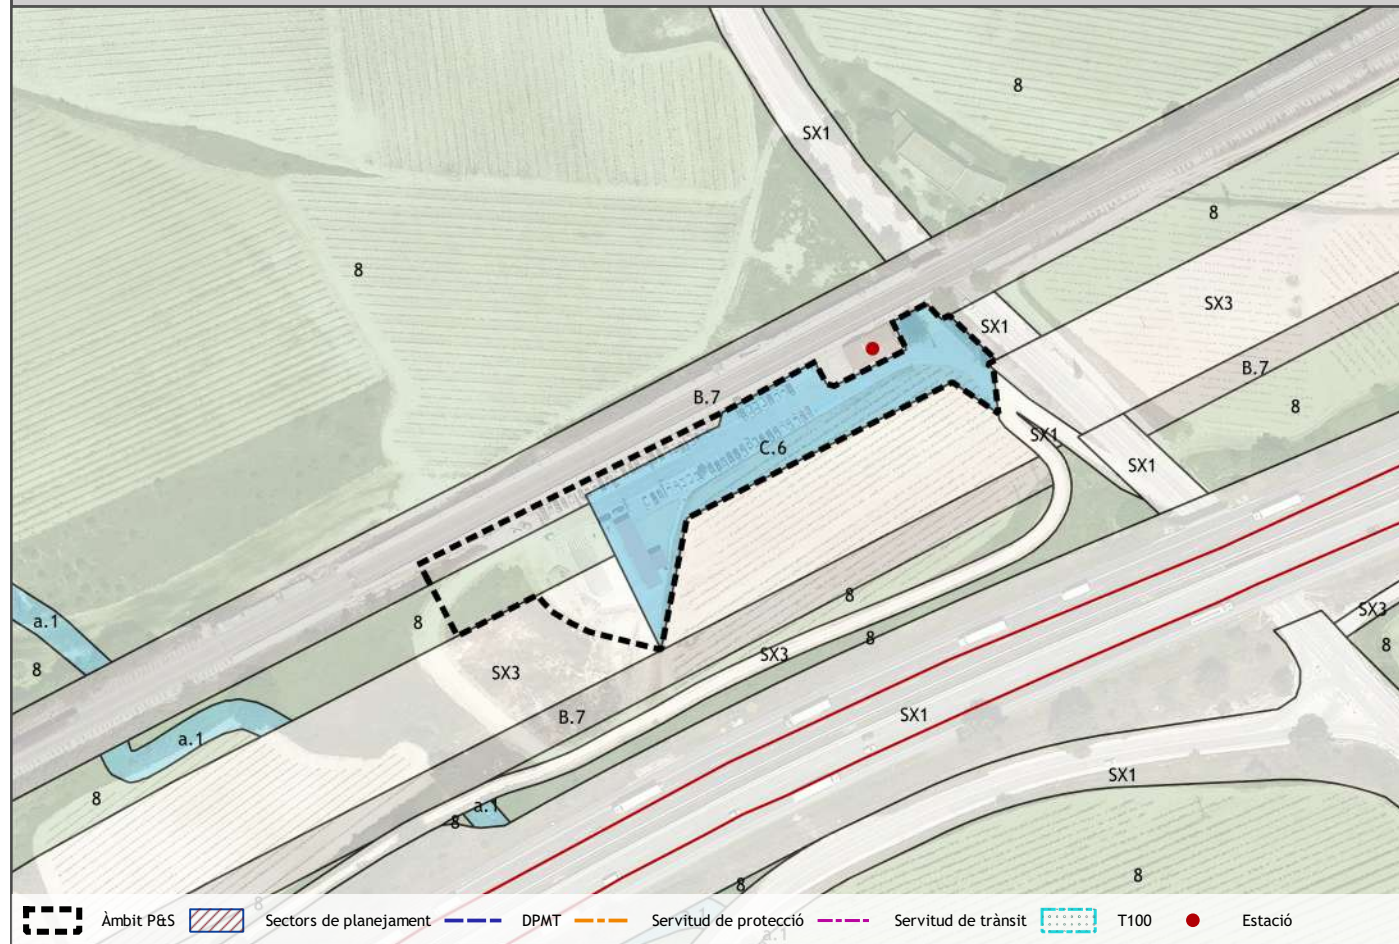 8
SX1
8
8
SX3
SX1
B.7
B.7
8
C.6
SX1
SX1
8
8
a.1
8
8
SX3
SX3
SX3
8
B.7
SX1
a.1
8
SX1
a.1
8
8
8
8
a.1
Àmbit P&S
Sectors de planejament
DPMT
Servitud de protecció
Servitud de trànsit
T100
Estació